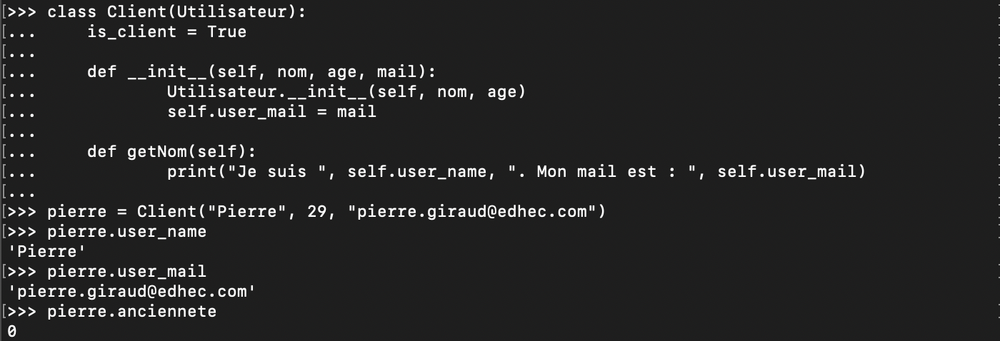 [>>> class Client(Utilisateur):
[...     is_client = True
[...
[...     def __init__(self, nom, age, mail):
[...             Utilisateur.__init__(self, nom, age)
[...             self.user_mail = mail
[...
[...     def getNom(self):
[...             print("Je suis ", self.user_name, ". Mon mail est : ", self.user_mail)
[...
[>>> pierre = Client("Pierre", 29, "pierre.giraud@edhec.com")
[>>> pierre.user_name
'Pierre'
[>>> pierre.user_mail
'pierre.giraud@edhec.com'
[>>> pierre.anciennete
0